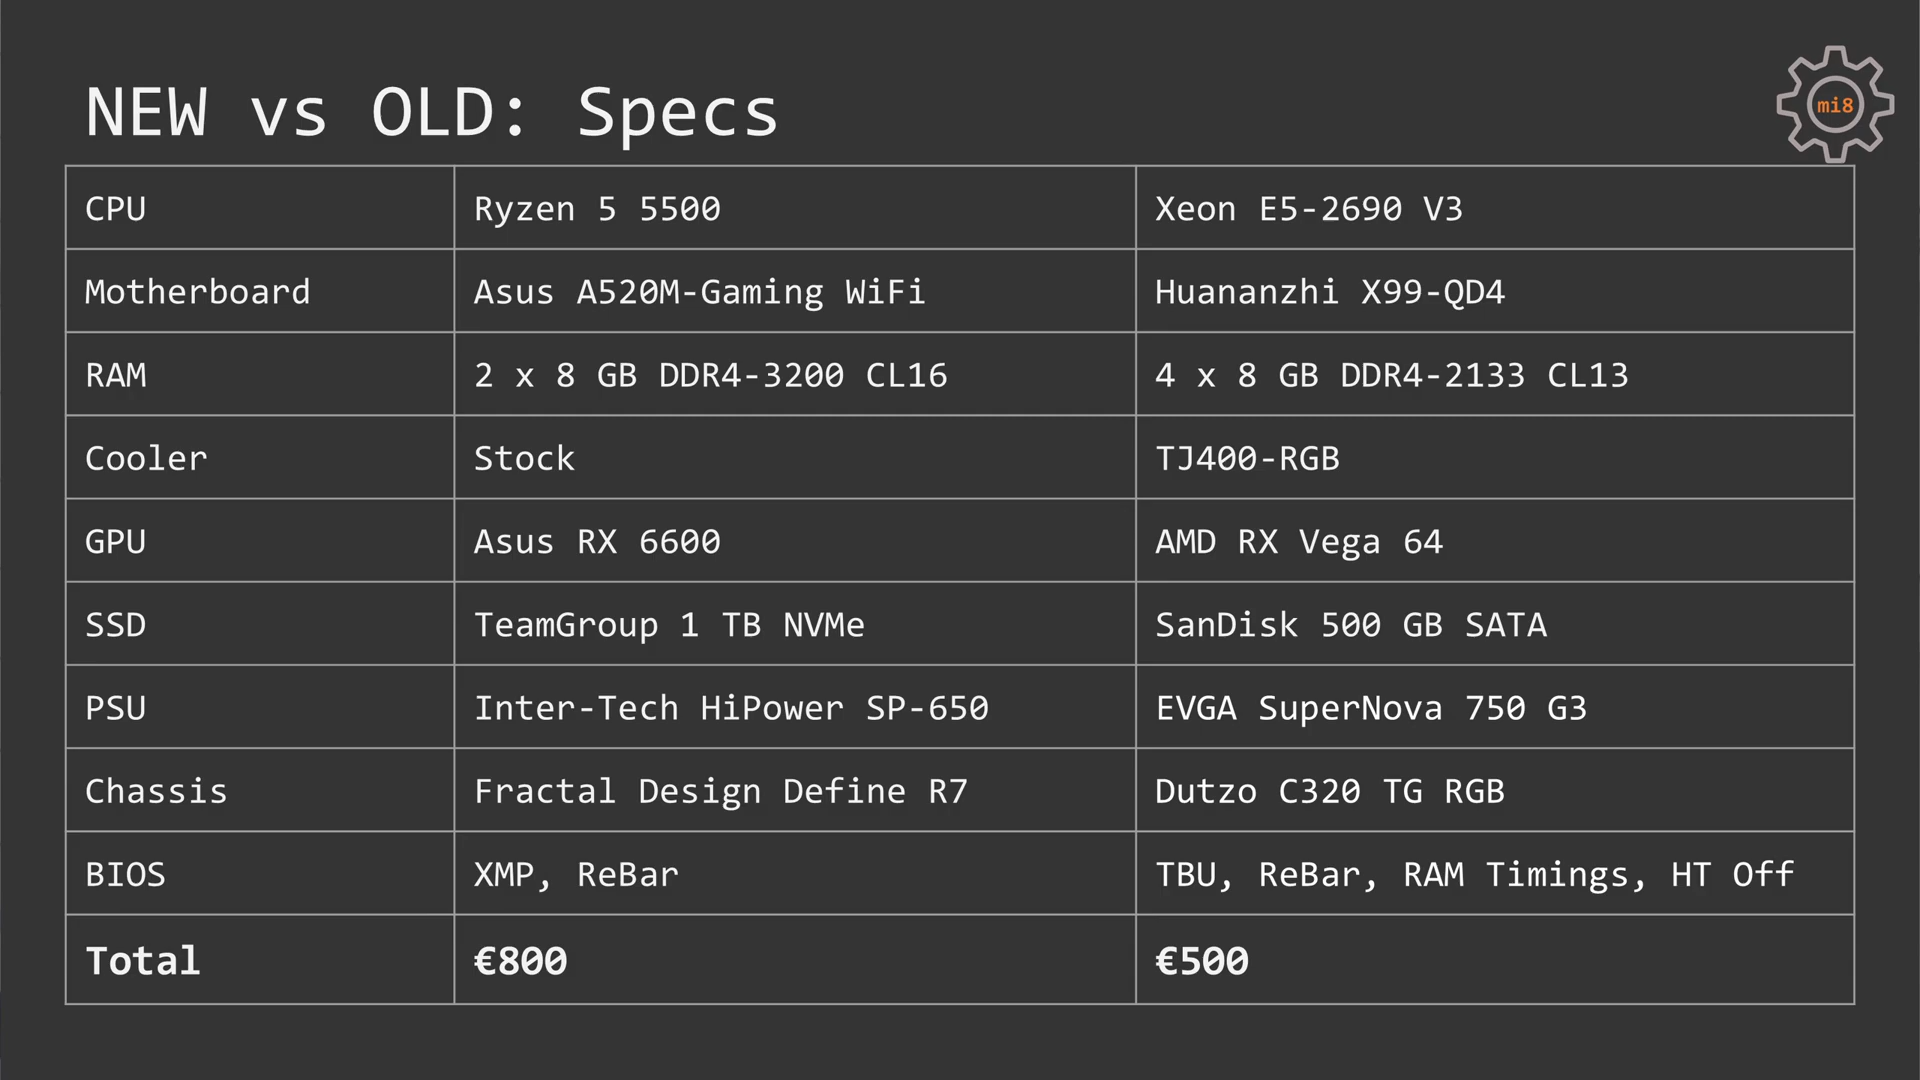 NEW vs OLD: Specs
mi8
CPU Ryzen 5 5500 Xeon E5-2690 V3
Motherboard Asus A520M-Gaming WiFi Huananzhi X99-QD4
RAM 2 x 8 GB DDR4-3200 CL16 4 x 8 GB DDR4-2133 CL13
Cooler Stock TJ400-RGB
GPU Asus RX 6600 AMD RX Vega 64
SSD TeamGroup 1 TB NVMe SanDisk 500 GB SATA
PSU Inter-Tech HiPower SP-650 EVGA SuperNova 750 G3
Chassis Fractal Design Define R7 Dutzo C320 TG RGB
BIOS XMP, ReBar TBU, ReBar, RAM Timings, HT Off
Total €800 €500